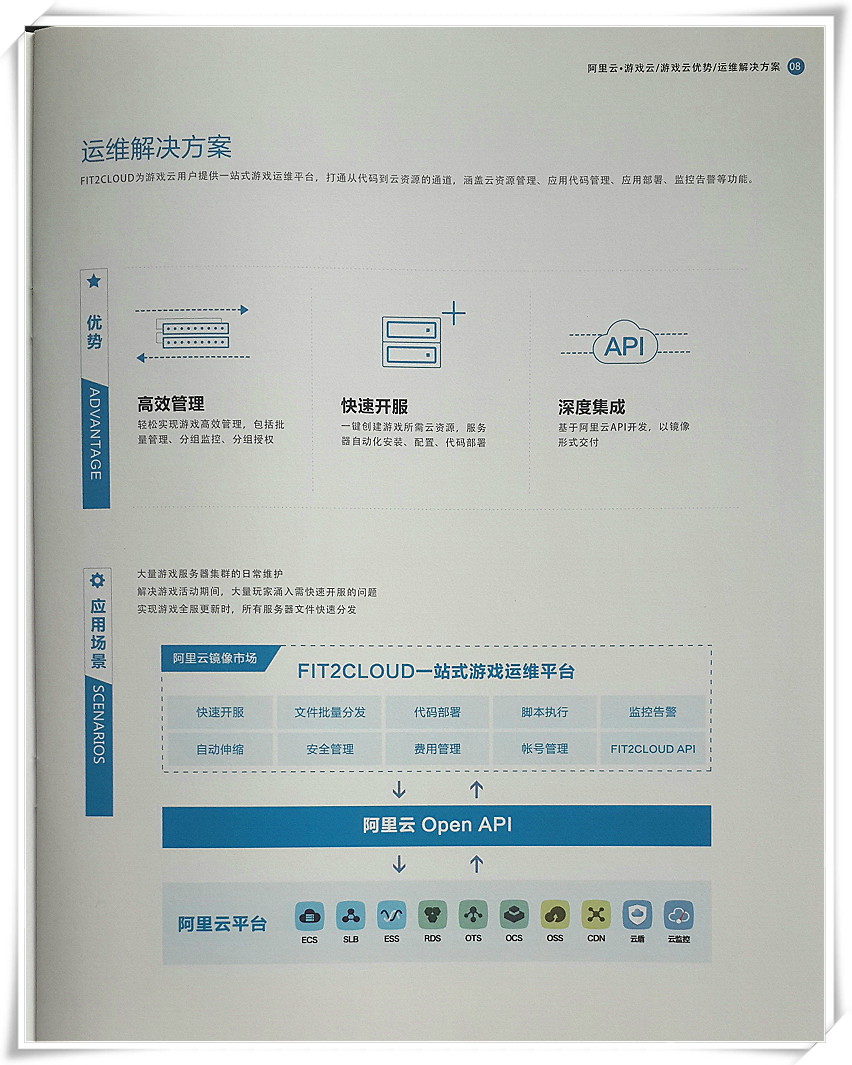 阿里云•游戏云/游戏云优势/运维解决方案 08
运维解决方案
FIT2CLOUD为游戏云用户提供一站式游戏运维平台，打通从代码到云资源的通道，涵盖云资源管理、应用代码管理、应用部署、监控告警等功能。
优势
ADVANTAGE
API
高效管理
轻松实现游戏高效管理，包括批
量管理、分组监控、分组授权
快速开服
一键创建游戏所需云资源，服务
器自动化安装、配置、代码部署
深度集成
基于阿里云API开发，以镜像
形式交付
应用场景
SCENARIOS
大量游戏服务器集群的日常维护
解决游戏活动期间，大量玩家涌入需快速开服的问题
实现游戏全服更新时，所有服务器文件快速分发
阿里云镜像市场
FIT2CLOUD一站式游戏运维平台
快速开服 文件批量分发 代码部署 脚本执行 监控告警
自动伸缩 安全管理 费用管理 帐号管理 FIT2CLOUD API
阿里云 Open API
阿里云平台
ECS SLB ESS RDS OTS OCS OSS CDN 云盾 云监控